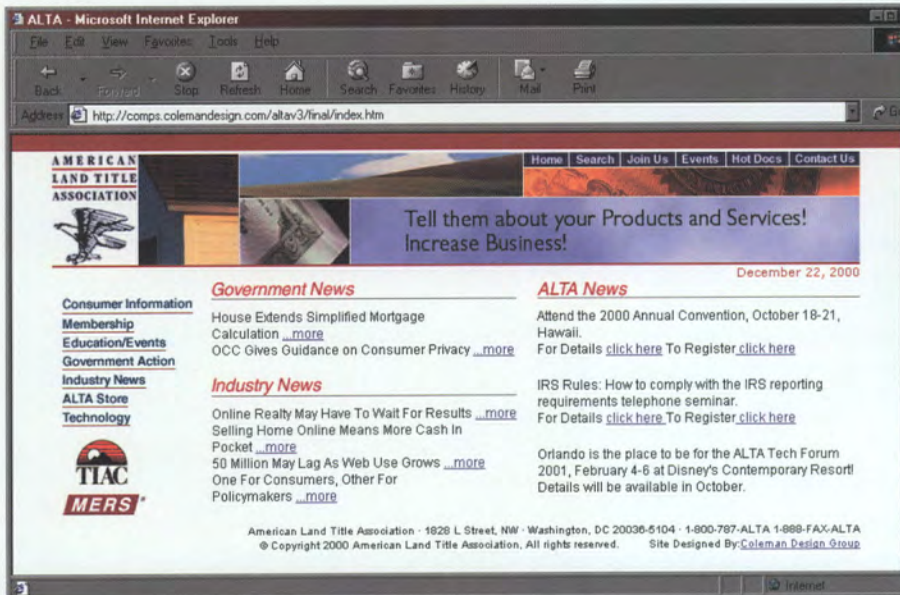 ALTA - Microsoft Internet Explorer
File Edit View Favorites Tools Help
Back Forward Stop Refresh Home Search Favorites History Mail Print
Address http://comps.colemandesign.com/altav3/final/index.htm Go
AMERICAN
LAND TITLE
ASSOCIATION
Home Search Join Us Events Hot Docs Contact Us
Tell them about your Products and Services!
Increase Business!
December 22, 2000
Consumer Information
Membership
Education/Events
Government Action
Industry News
ALTA Store
Technology
TIAC
MERS®
Government News
House Extends Simplified Mortgage
Calculation ...more
OCC Gives Guidance on Consumer Privacy ...more
Industry News
Online Realty May Have To Wait For Results ...more
Selling Home Online Means More Cash In
Pocket ...more
50 Million May Lag As Web Use Grows ...more
One For Consumers, Other For
Policymakers ...more
ALTA News
Attend the 2000 Annual Convention, October 18-21,
Hawaii.
For Details click here To Register click here
IRS Rules: How to comply with the IRS reporting
requirements telephone seminar.
For Details click here To Register click here
Orlando is the place to be for the ALTA Tech Forum
2001, February 4-6 at Disney's Contemporary Resort!
Details will be available in October.
American Land Title Association · 1828 L Street, NW · Washington, DC 20036-5104 · 1-800-787-ALTA 1-888-FAX-ALTA
© Copyright 2000 American Land Title Association, All rights reserved. Site Designed By:Coleman Design Group
Internet